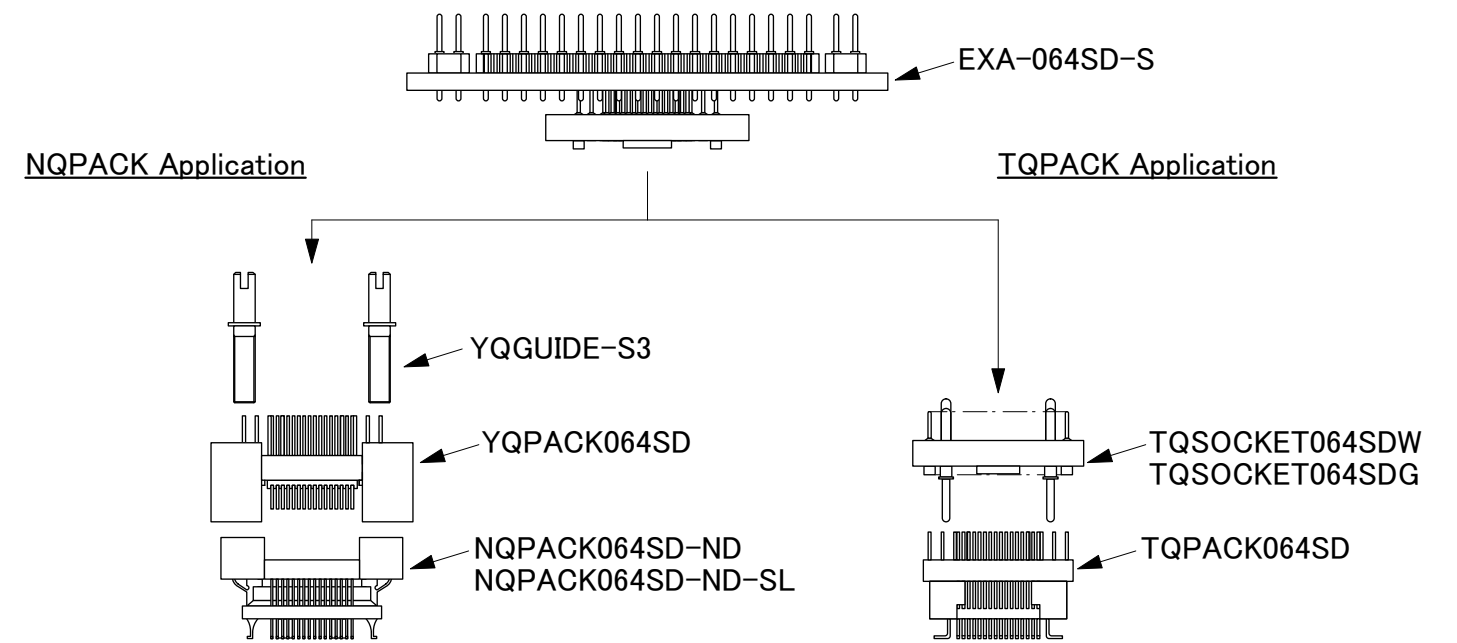 EXA-064SD-S
NQPACK Application
TQPACK Application
YQGUIDE-S3
YQPACK064SD
TQSOCKET064SDW
TQSOCKET064SDG
NQPACK064SD-ND
NQPACK064SD-ND-SL
TQPACK064SD